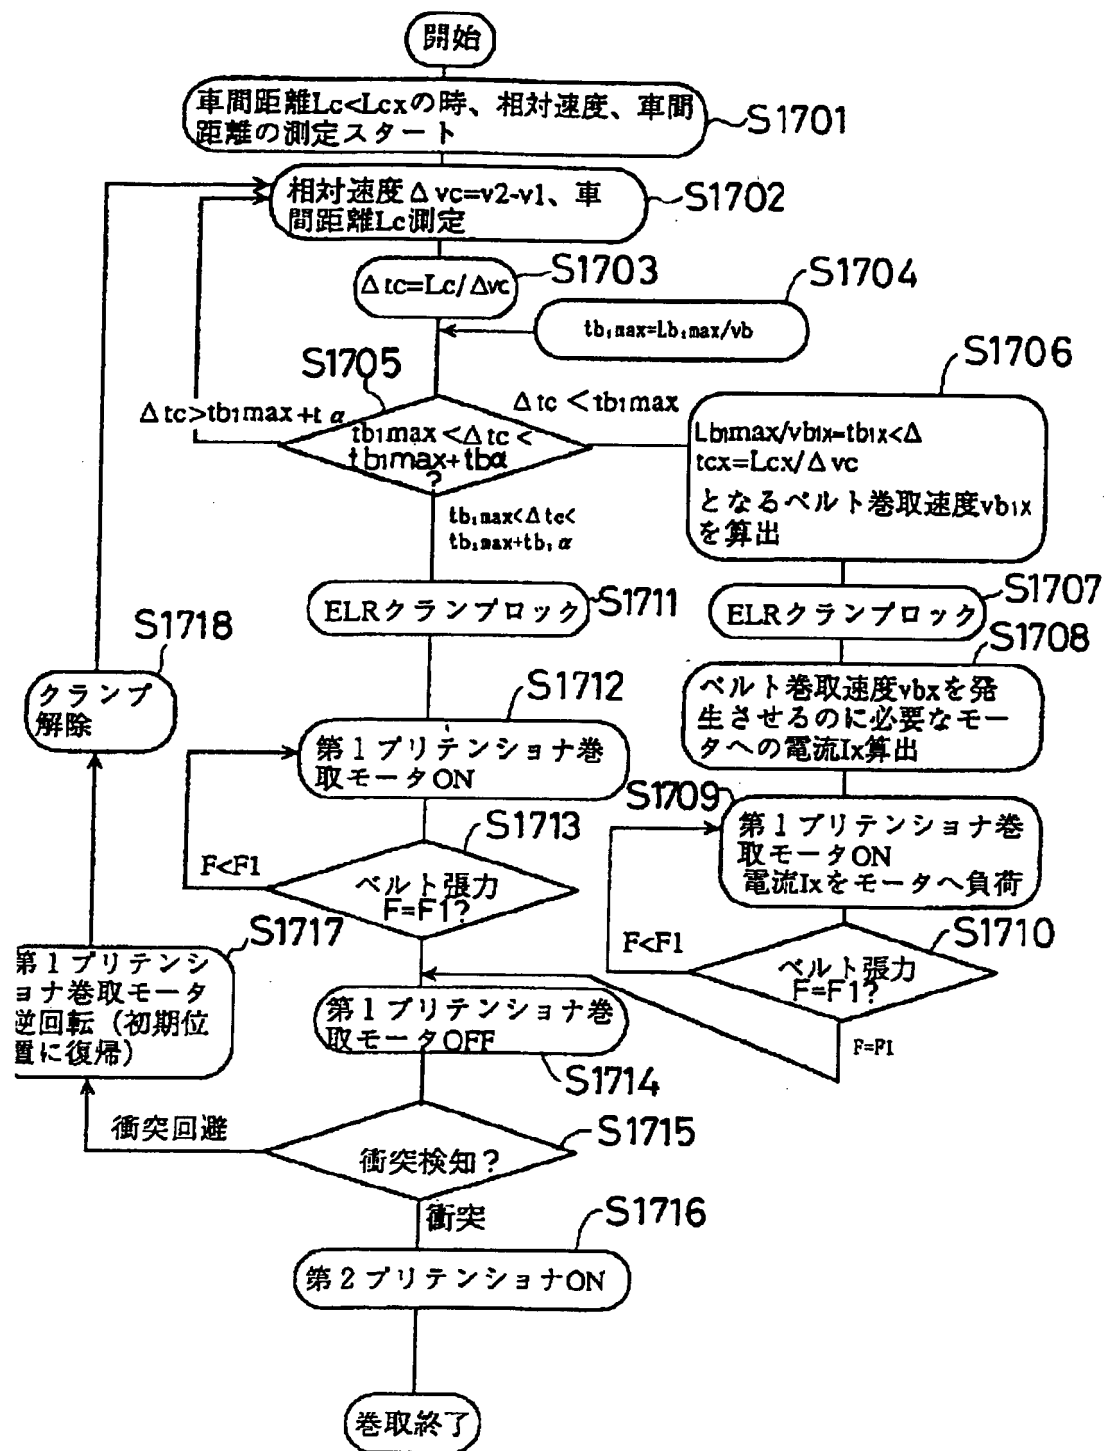 開始
車間距離Lc<Lcxの時、相対速度、車間
距離の測定スタート
S1701
相対速度Δvc=v2-v1、車
間距離Lc測定
S1702
Δtc=Lc/Δvc
S1703
S1704
tb1max=Lb1max/vb
S1705
Δtc>tb1max+tα
tb1max<Δtc<
tb1max+tbα
?
Δtc<tb1max
S1706
Lb1max/vb1x=tb1x<Δ
tcx=Lcx/Δvc
となるベルト巻取速度vb1x
を算出
tb1max<Δtc<
tb1max+tb1α
ELRクランプロック
S1711
ELRクランプロック
S1707
S1718
クランプ
解除
S1712
第1プリテンショナ巻
取モータON
S1708
ベルト巻取速度vbxを発
生させるのに必要なモー
タへの電流Ix算出
S1709
第1プリテンショナ巻
取モータON
電流Ixをモータへ負荷
S1713
F<F1
ベルト張力
F=F1?
S1710
F<F1
ベルト張力
F=F1?
F=F1
S1717
第1プリテンシ
ョナ巻取モータ
逆回転(初期位
置に復帰)
第1プリテンショナ巻
取モータOFF
S1714
衝突回避
S1715
衝突検知?
衝突
S1716
第2プリテンショナON
巻取終了